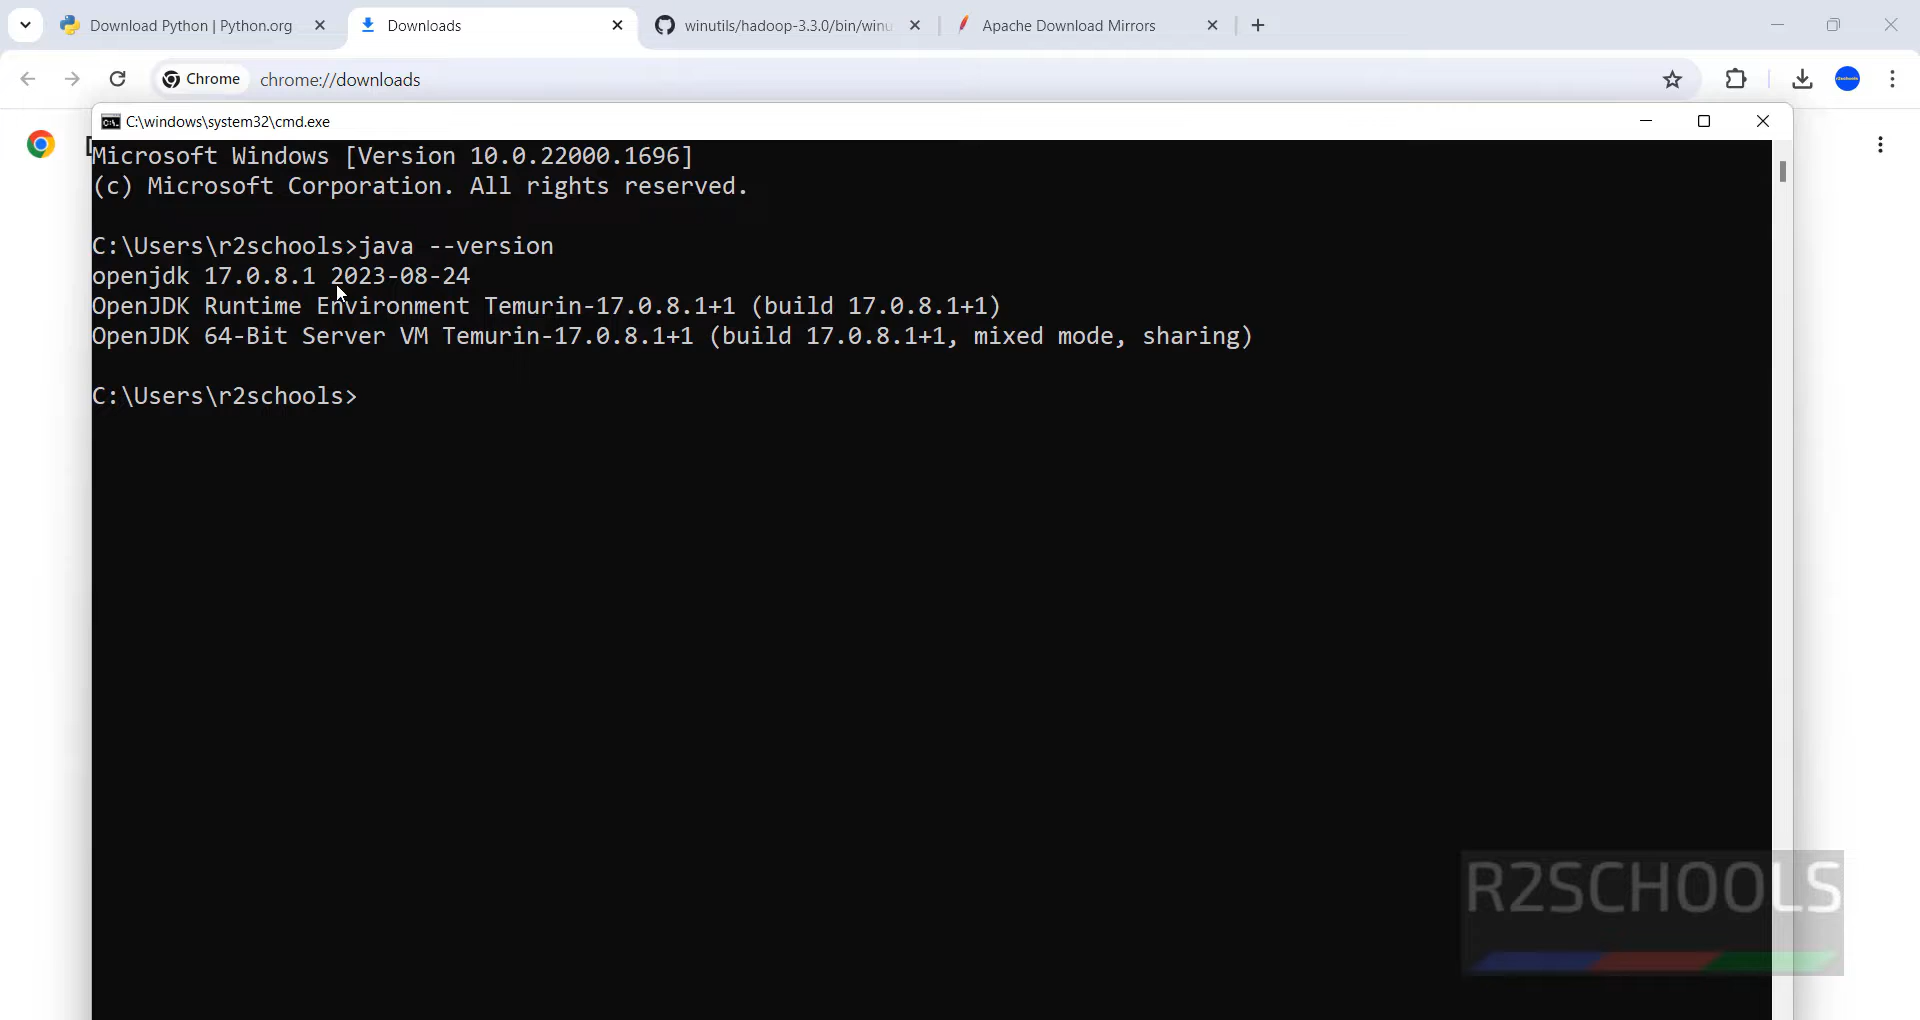 Download Python | Python.org
Downloads
winutils/hadoop-3.3.0/bin/winu
Apache Download Mirrors
Chrome
chrome://downloads
C:\windows\system32\cmd.exe
Microsoft Windows [Version 10.0.22000.1696]
(c) Microsoft Corporation. All rights reserved.
C:\Users\r2schools>java --version
openjdk 17.0.8.1 2023-08-24
OpenJDK Runtime Environment Temurin-17.0.8.1+1 (build 17.0.8.1+1)
OpenJDK 64-Bit Server VM Temurin-17.0.8.1+1 (build 17.0.8.1+1, mixed mode, sharing)
C:\Users\r2schools>
R2SCHOOLS